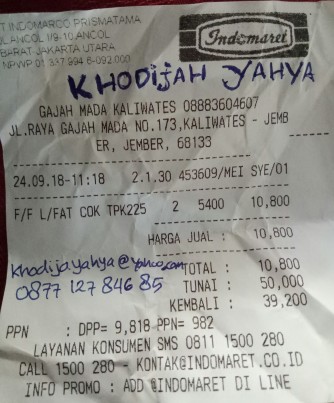 T INDOMARCO PRISMATAMA
ANCOL 1/9-10,ANCOL
BARAT,JAKARTA UTARA
NPWP 01.337.994.6-092.000
Indomaret
KHODIJAH YAHYA
GAJAH MADA KALIWATES 08883604607
JL.RAYA GAJAH MADA NO.173,KALIWATES - JEMB
ER, JEMBER, 68133
24.09.18-11:18 2.1.30 453609/MEI SYE/01
F/F L/FAT COK TPK225 2 5400 10,800
HARGA JUAL : 10,800
khodija.yahya@yahoo.com
TOTAL : 10,800
0877 127 846 85
TUNAI : 50,000
KEMBALI : 39,200
PPN : DPP= 9,818 PPN= 982
LAYANAN KONSUMEN SMS 0811 1500 280
CALL 1500 280 - KONTAK@INDOMARET.CO.ID
INFO PROMO : ADD @INDOMARET DI LINE